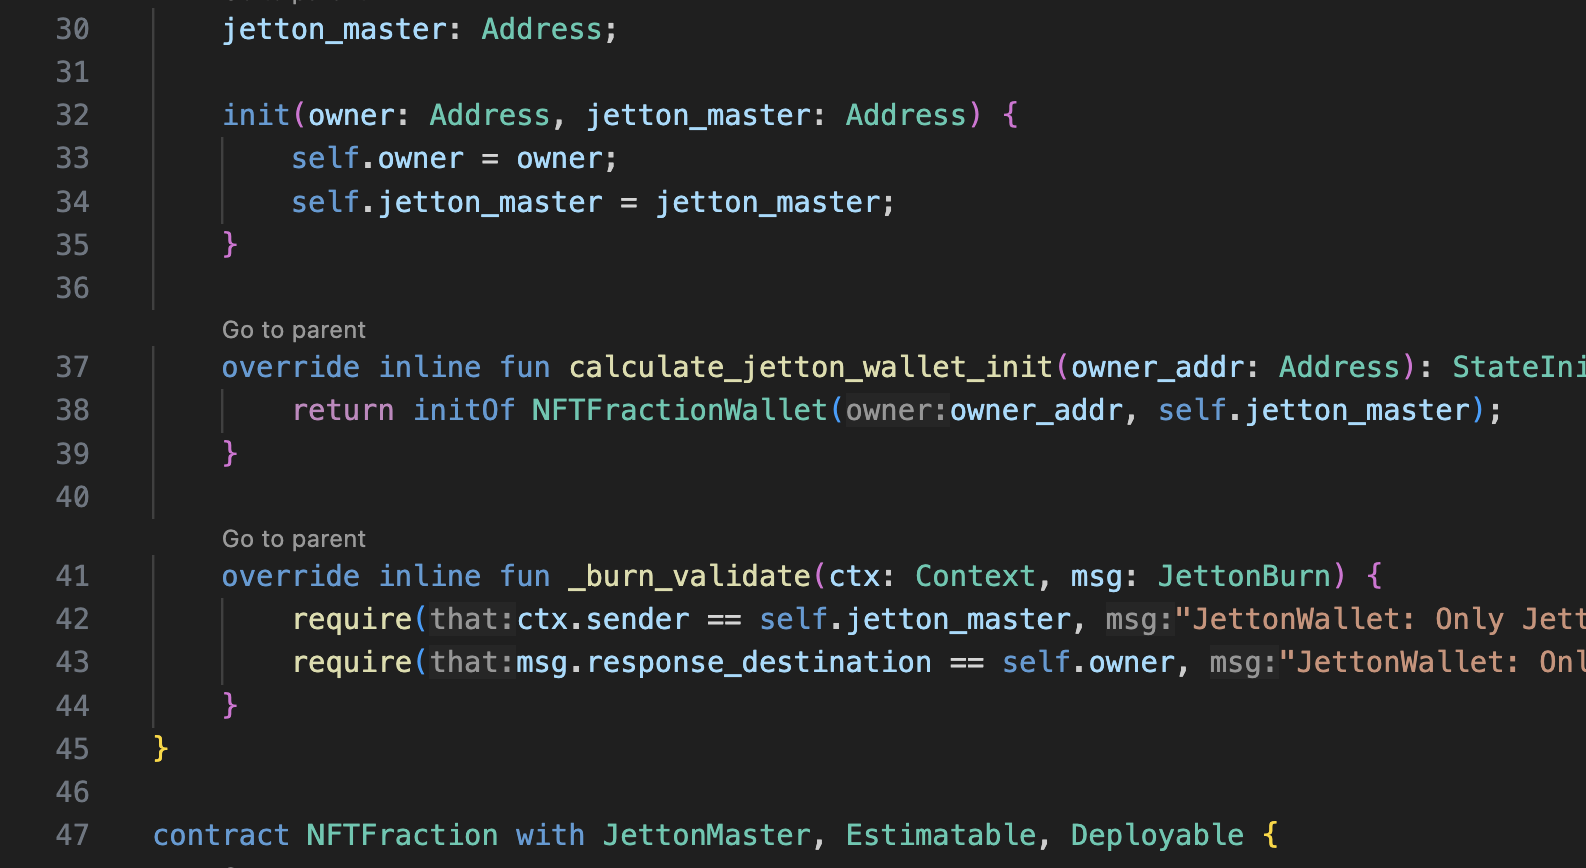 30 jetton_master: Address;
31
32 init(owner: Address, jetton_master: Address) {
33 self.owner = owner;
34 self.jetton_master = jetton_master;
35 }
36
Go to parent
37 override inline fun calculate_jetton_wallet_init(owner_addr: Address): StateIni
38 return initOf NFTFractionWallet(owner:owner_addr, self.jetton_master);
39 }
40
Go to parent
41 override inline fun _burn_validate(ctx: Context, msg: JettonBurn) {
42 require(that:ctx.sender == self.jetton_master, msg:"JettonWallet: Only Jett
43 require(that:msg.response_destination == self.owner, msg:"JettonWallet: Onl
44 }
45 }
46
47 contract NFTFraction with JettonMaster, Estimatable, Deployable {